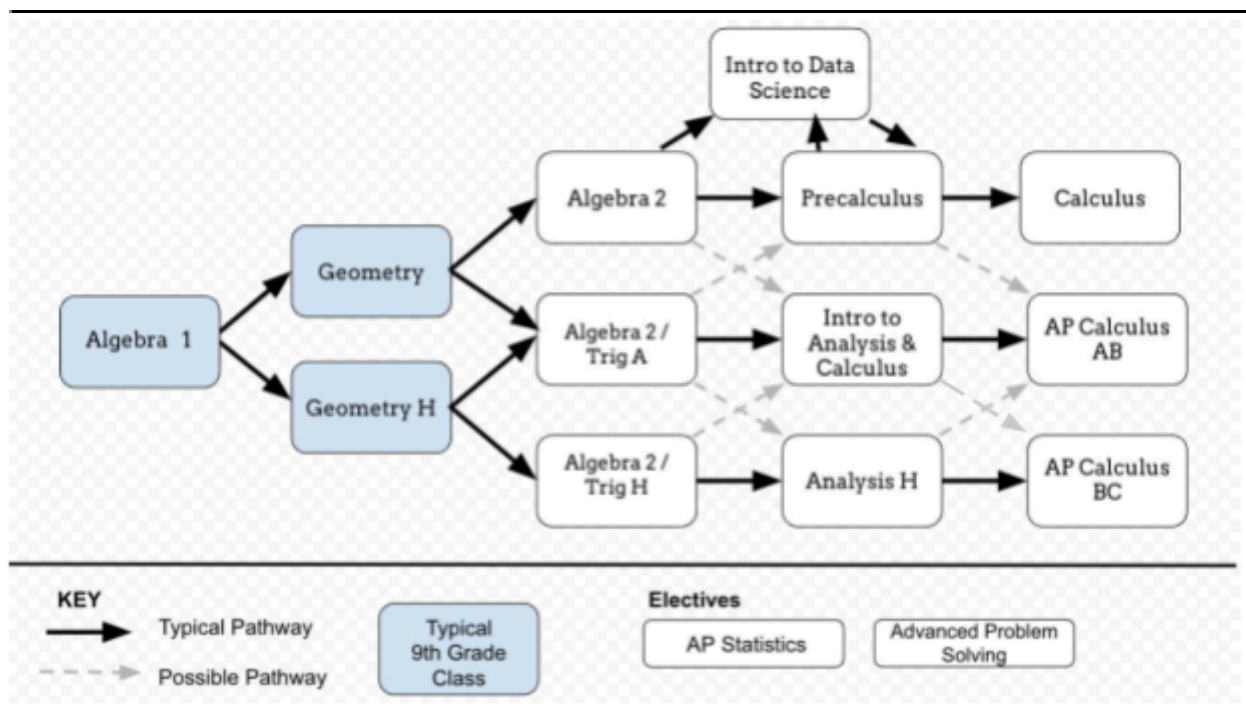 Intro to Data
Science
Algebra 2
Precalculus
Calculus
Geometry
Algebra 1
Algebra 2 /
Trig A
Intro to
Analysis &
Calculus
AP Calculus
AB
Geometry H
Algebra 2 /
Trig H
Analysis H
AP Calculus
BC
KEY
Typical Pathway
Possible Pathway
Typical
9th Grade
Class
Electives
AP Statistics
Advanced Problem
Solving